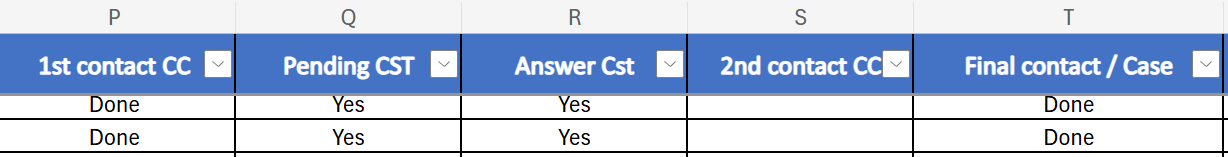 P Q R S T
1st contact CC Pending CST Answer Cst 2nd contact CC Final contact / Case
Done Yes Yes Done
Done Yes Yes Done